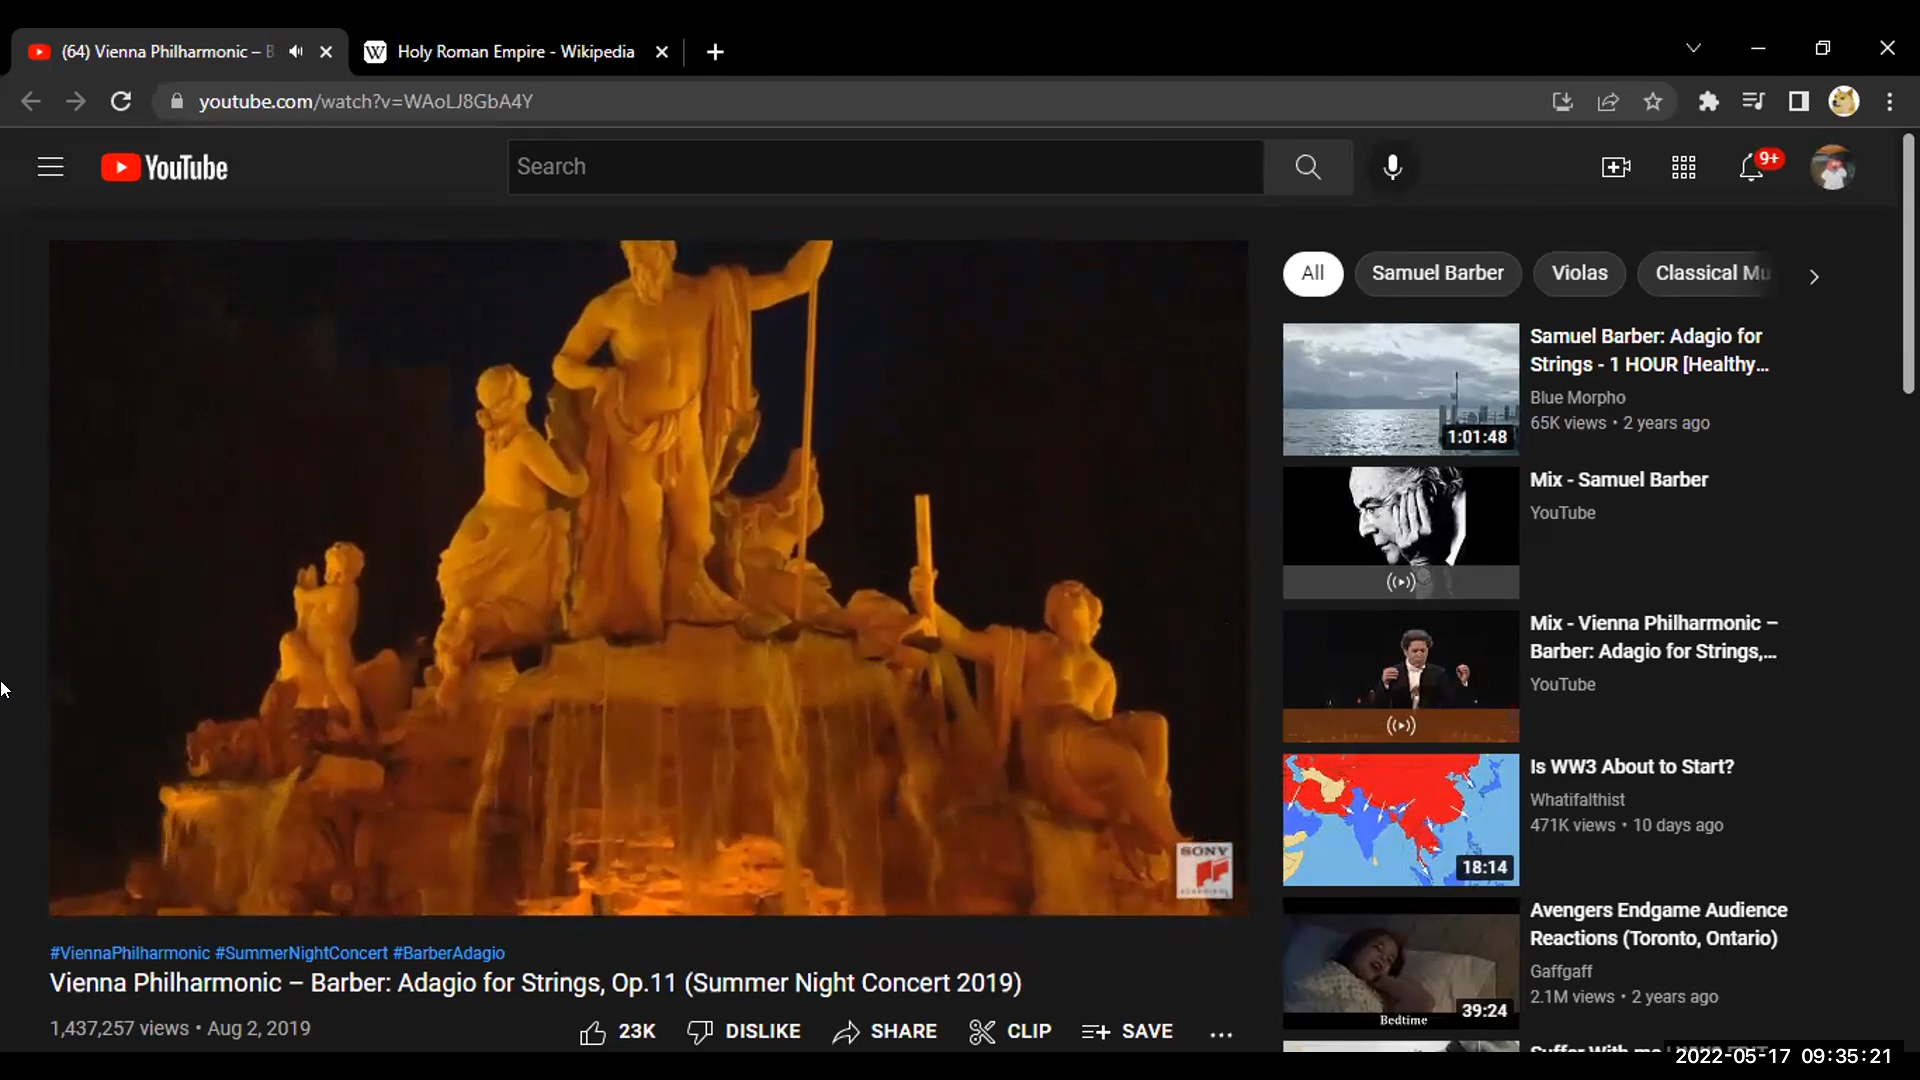 (64) Vienna Philharmonic – B
Holy Roman Empire - Wikipedia
youtube.com/watch?v=WAoLJ8GbA4Y
YouTube
Search
9+
All
Samuel Barber
Violas
Classical Mu
Samuel Barber: Adagio for
Strings - 1 HOUR [Healthy...
Blue Morpho
65K views • 2 years ago
1:01:48
Mix - Samuel Barber
YouTube
Mix - Vienna Philharmonic –
Barber: Adagio for Strings,...
YouTube
Is WW3 About to Start?
Whatifalthist
471K views • 10 days ago
18:14
Avengers Endgame Audience
Reactions (Toronto, Ontario)
Gaffgaff
2.1M views • 2 years ago
39:24
Bedtime
SONY
#ViennaPhilharmonic #SummerNightConcert #BarberAdagio
Vienna Philharmonic – Barber: Adagio for Strings, Op.11 (Summer Night Concert 2019)
1,437,257 views • Aug 2, 2019
23K
DISLIKE
SHARE
CLIP
SAVE
2022-05-17 09:35:21